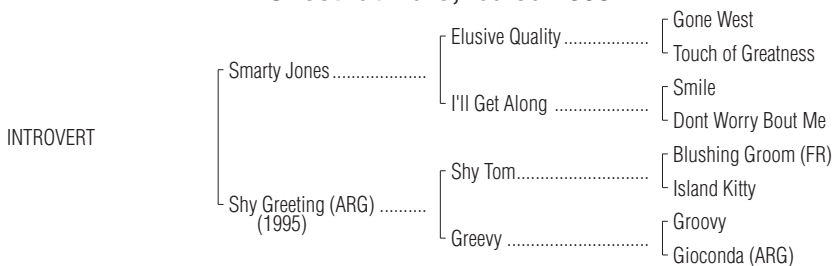 Gone West
Elusive Quality
Touch of Greatness
Smarty Jones
Smile
I'll Get Along
Dont Worry Bout Me
INTROVERT
Blushing Groom (FR)
Shy Tom
Island Kitty
Shy Greeting (ARG)
(1995)
Groovy
Greevy
Gioconda (ARG)